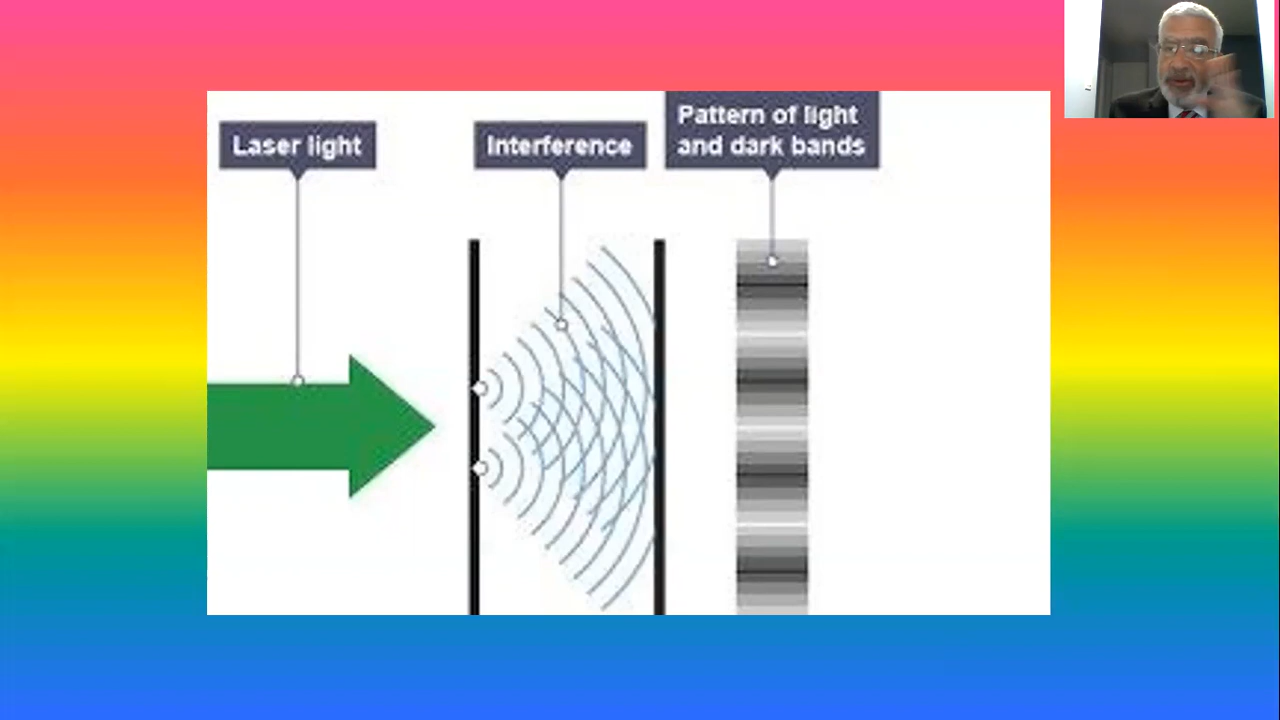 Laser light
Interference
Pattern of light
and dark bands